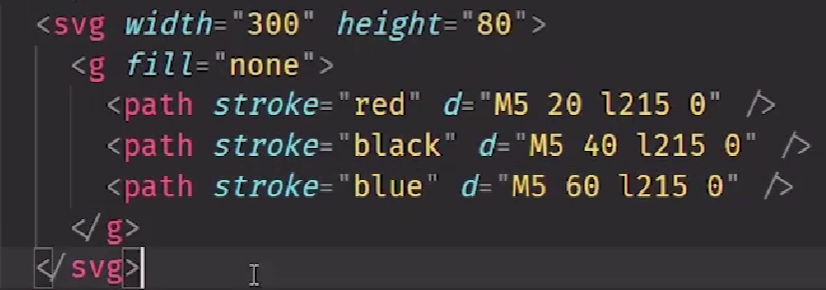 <svg width="300" height="80">
<g fill="none">
<path stroke="red" d="M5 20 l215 0" />
<path stroke="black" d="M5 40 l215 0" />
<path stroke="blue" d="M5 60 l215 0" />
</g>
</svg>